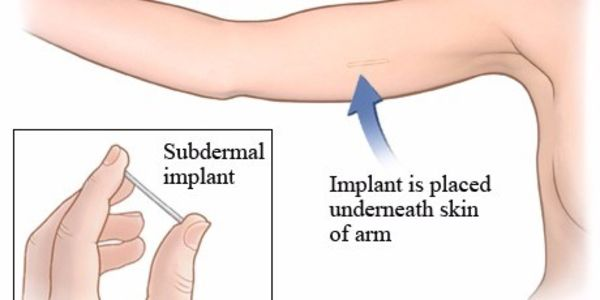 Subdermal
implant
Implant is placed
underneath skin
of arm